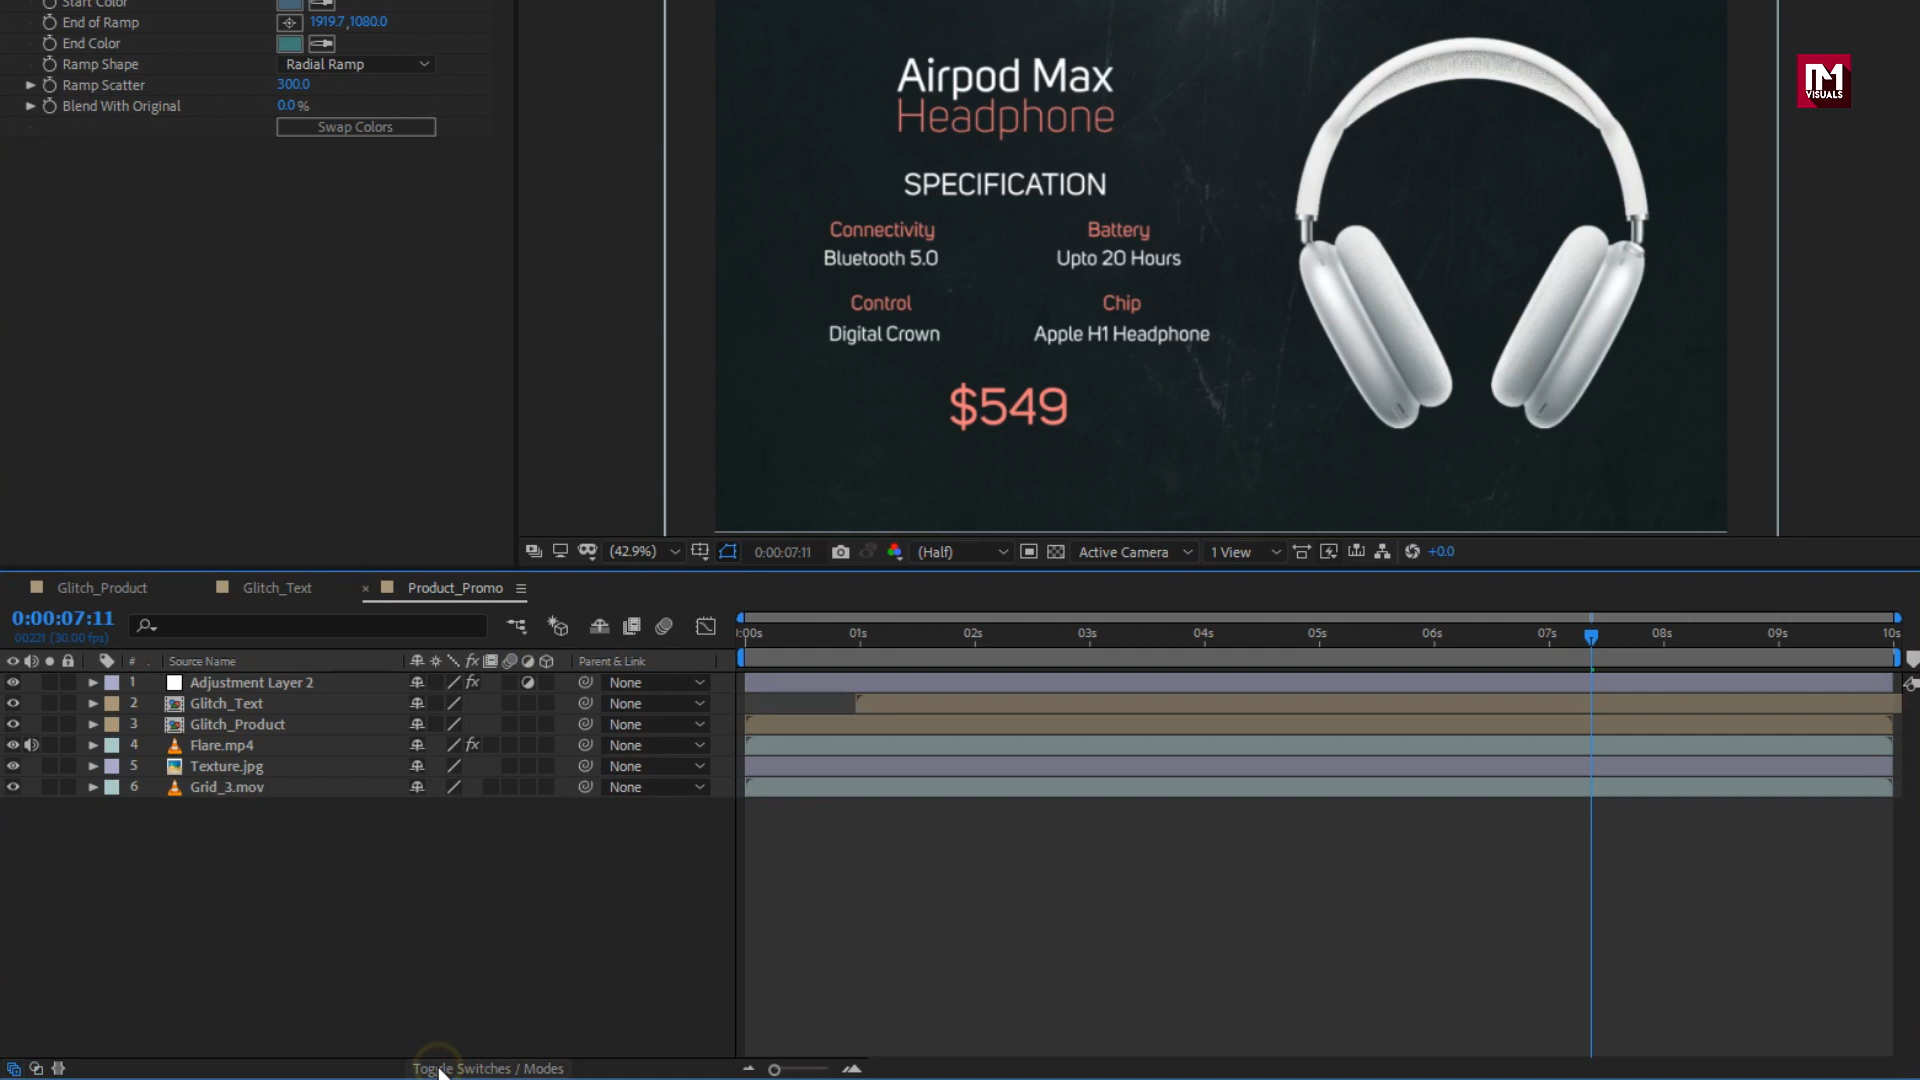 Start Color
End of Ramp 1919.7,1080.0
End Color
Ramp Shape Radial Ramp
Ramp Scatter 300.0
Blend With Original 0.0 %
Swap Colors
Airpod Max
Headphone
SPECIFICATION
Connectivity Battery
Bluetooth 5.0 Upto 20 Hours
Control Chip
Digital Crown Apple H1 Headphone
$549
M
VISUALS
(42.9%) 0:00:07:11 (Half) Active Camera 1 View +0.0
Glitch_Product Glitch_Text × Product_Promo
0:00:07:11
00221 (30.00 fps)
:00s 01s 02s 03s 04s 05s 06s 07s 08s 09s 10s
# . Source Name fx Parent & Link
1 Adjustment Layer 2 fx None
2 Glitch_Text None
3 Glitch_Product None
4 Flare.mp4 fx None
5 Texture.jpg None
6 Grid_3.mov None
Toggle Switches / Modes